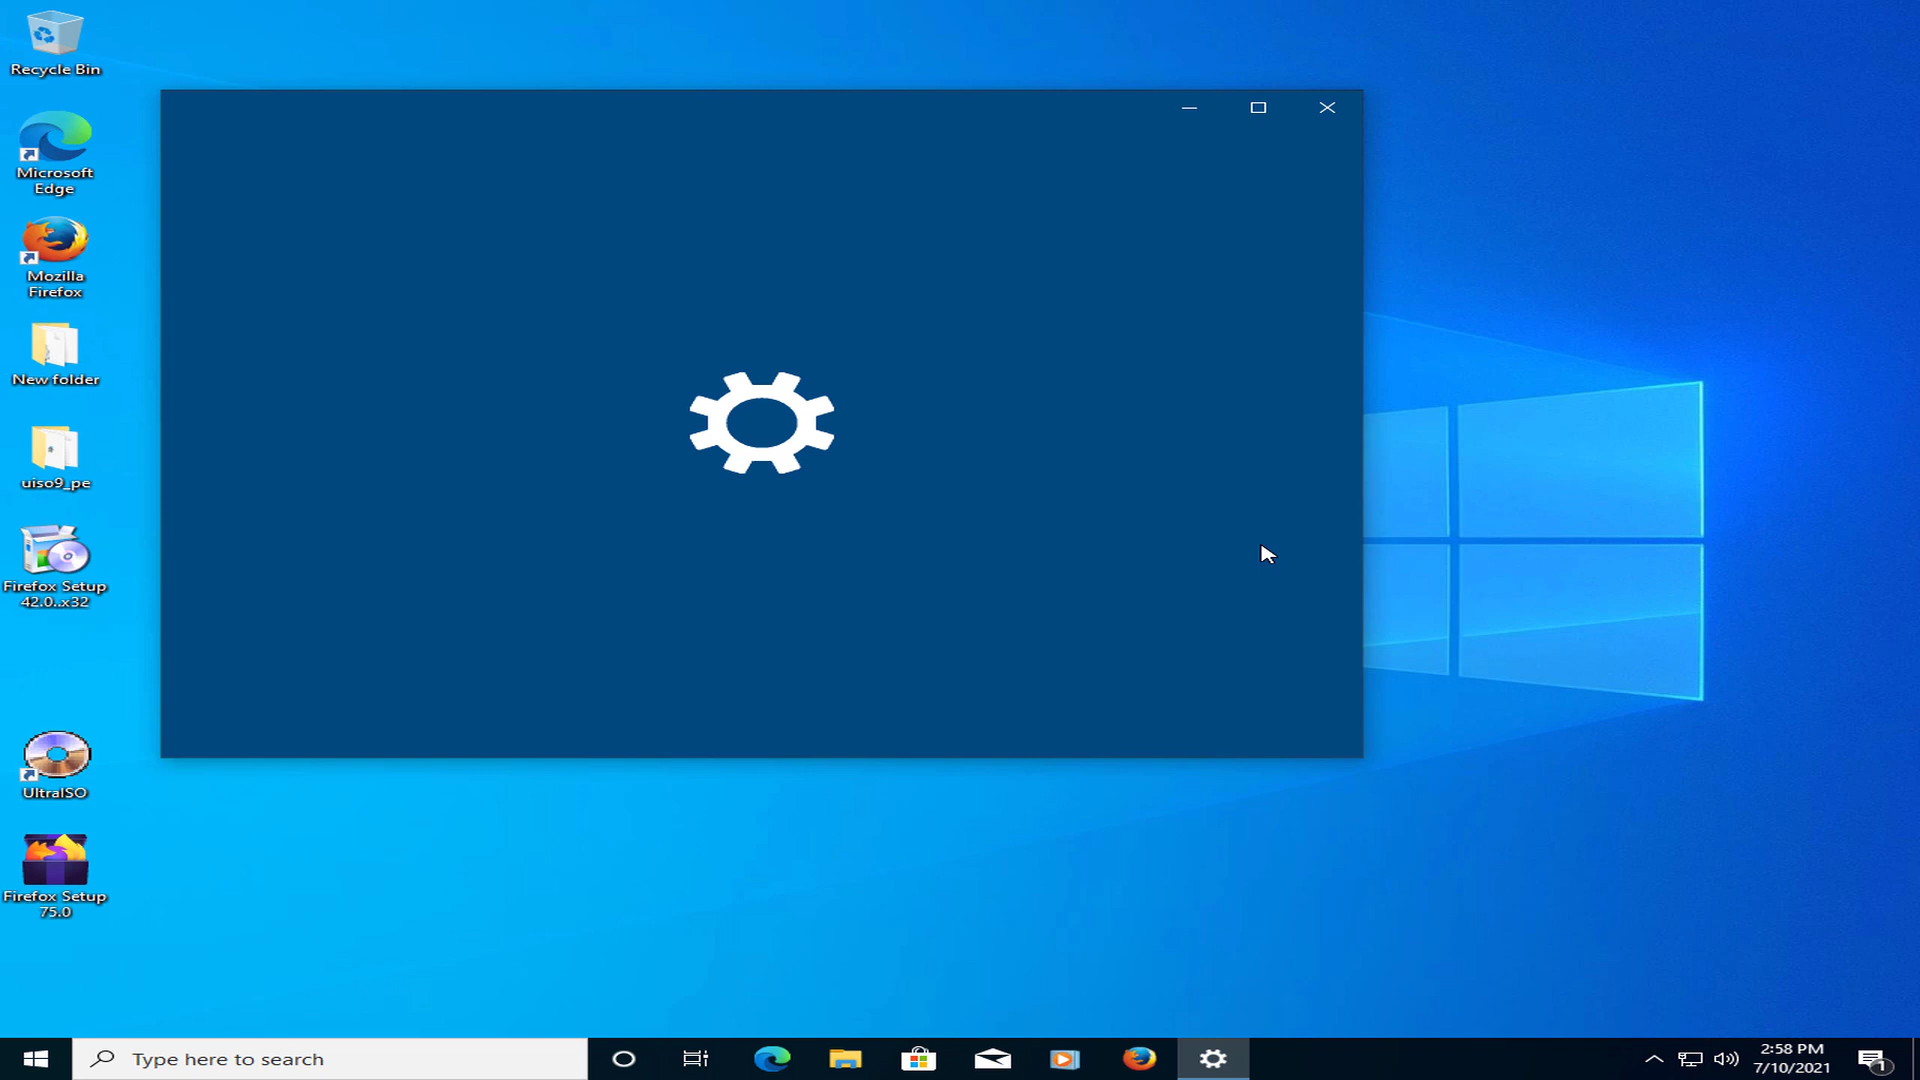 Recycle Bin
Microsoft
Edge
Mozilla
Firefox
New folder
uiso9_pe
Firefox Setup
42.0..x32
UltraISO
Firefox Setup
75.0
Type here to search
2:58 PM
7/10/2021
1